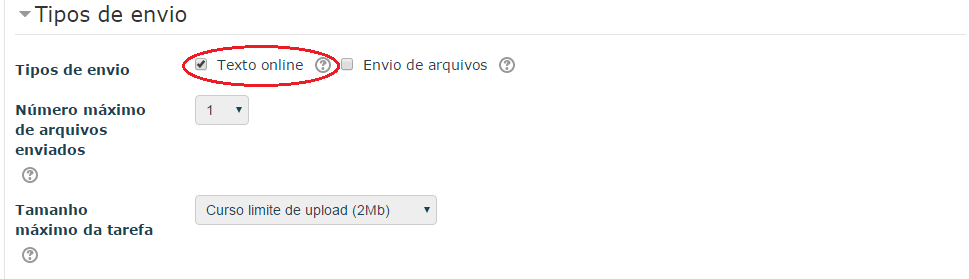 Tipos de envio
Tipos de envio Texto online ? Envio de arquivos ?
Número máximo 1
de arquivos
enviados
?
Tamanho Curso limite de upload (2Mb)
máximo da tarefa
?